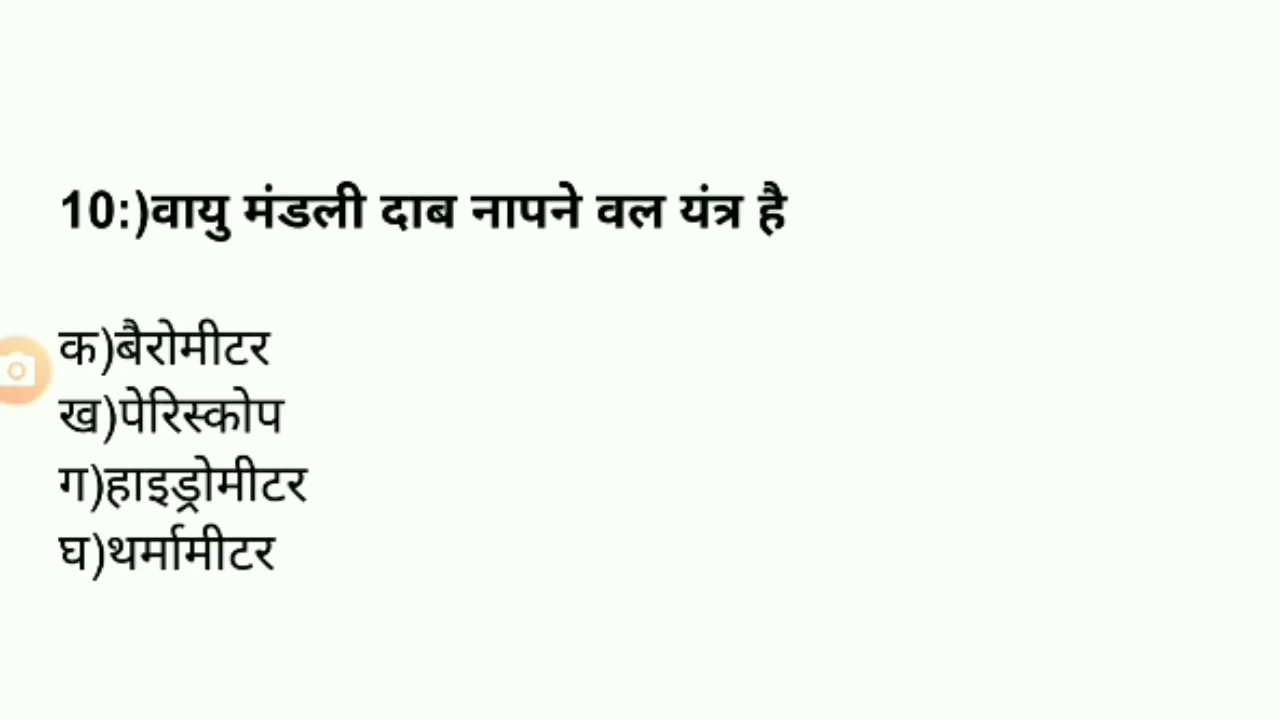 10:)वायु मंडली दाब नापने वल यंत्र है
क)बैरोमीटर
ख)पेरिस्कोप
ग)हाइड्रोमीटर
घ)थर्मामीटर